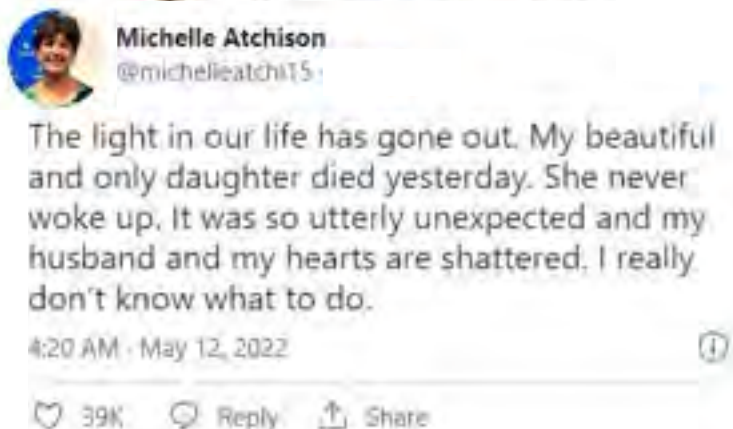 Michelle Atchison
@michelleatchi15 ·
The light in our life has gone out. My beautiful
and only daughter died yesterday. She never
woke up. It was so utterly unexpected and my
husband and my hearts are shattered. I really
don't know what to do.
4:20 AM · May 12, 2022
39K Reply Share